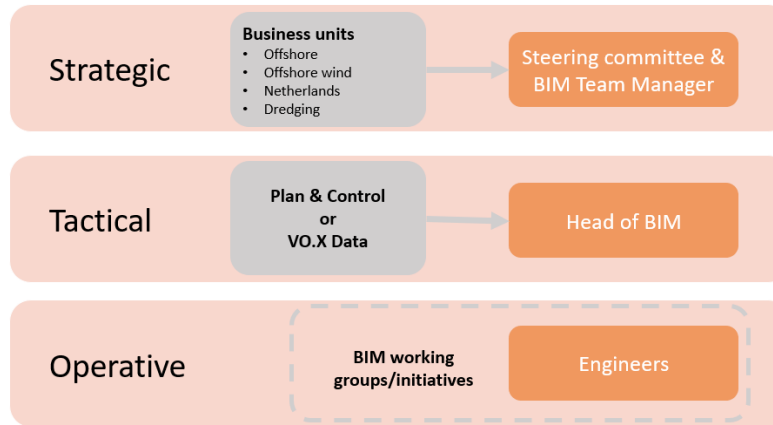 Strategic
Business units
• Offshore
• Offshore wind
• Netherlands
• Dredging
Steering committee &
BIM Team Manager
Tactical
Plan & Control
or
VO.X Data
Head of BIM
Operative
BIM working
groups/initiatives
Engineers